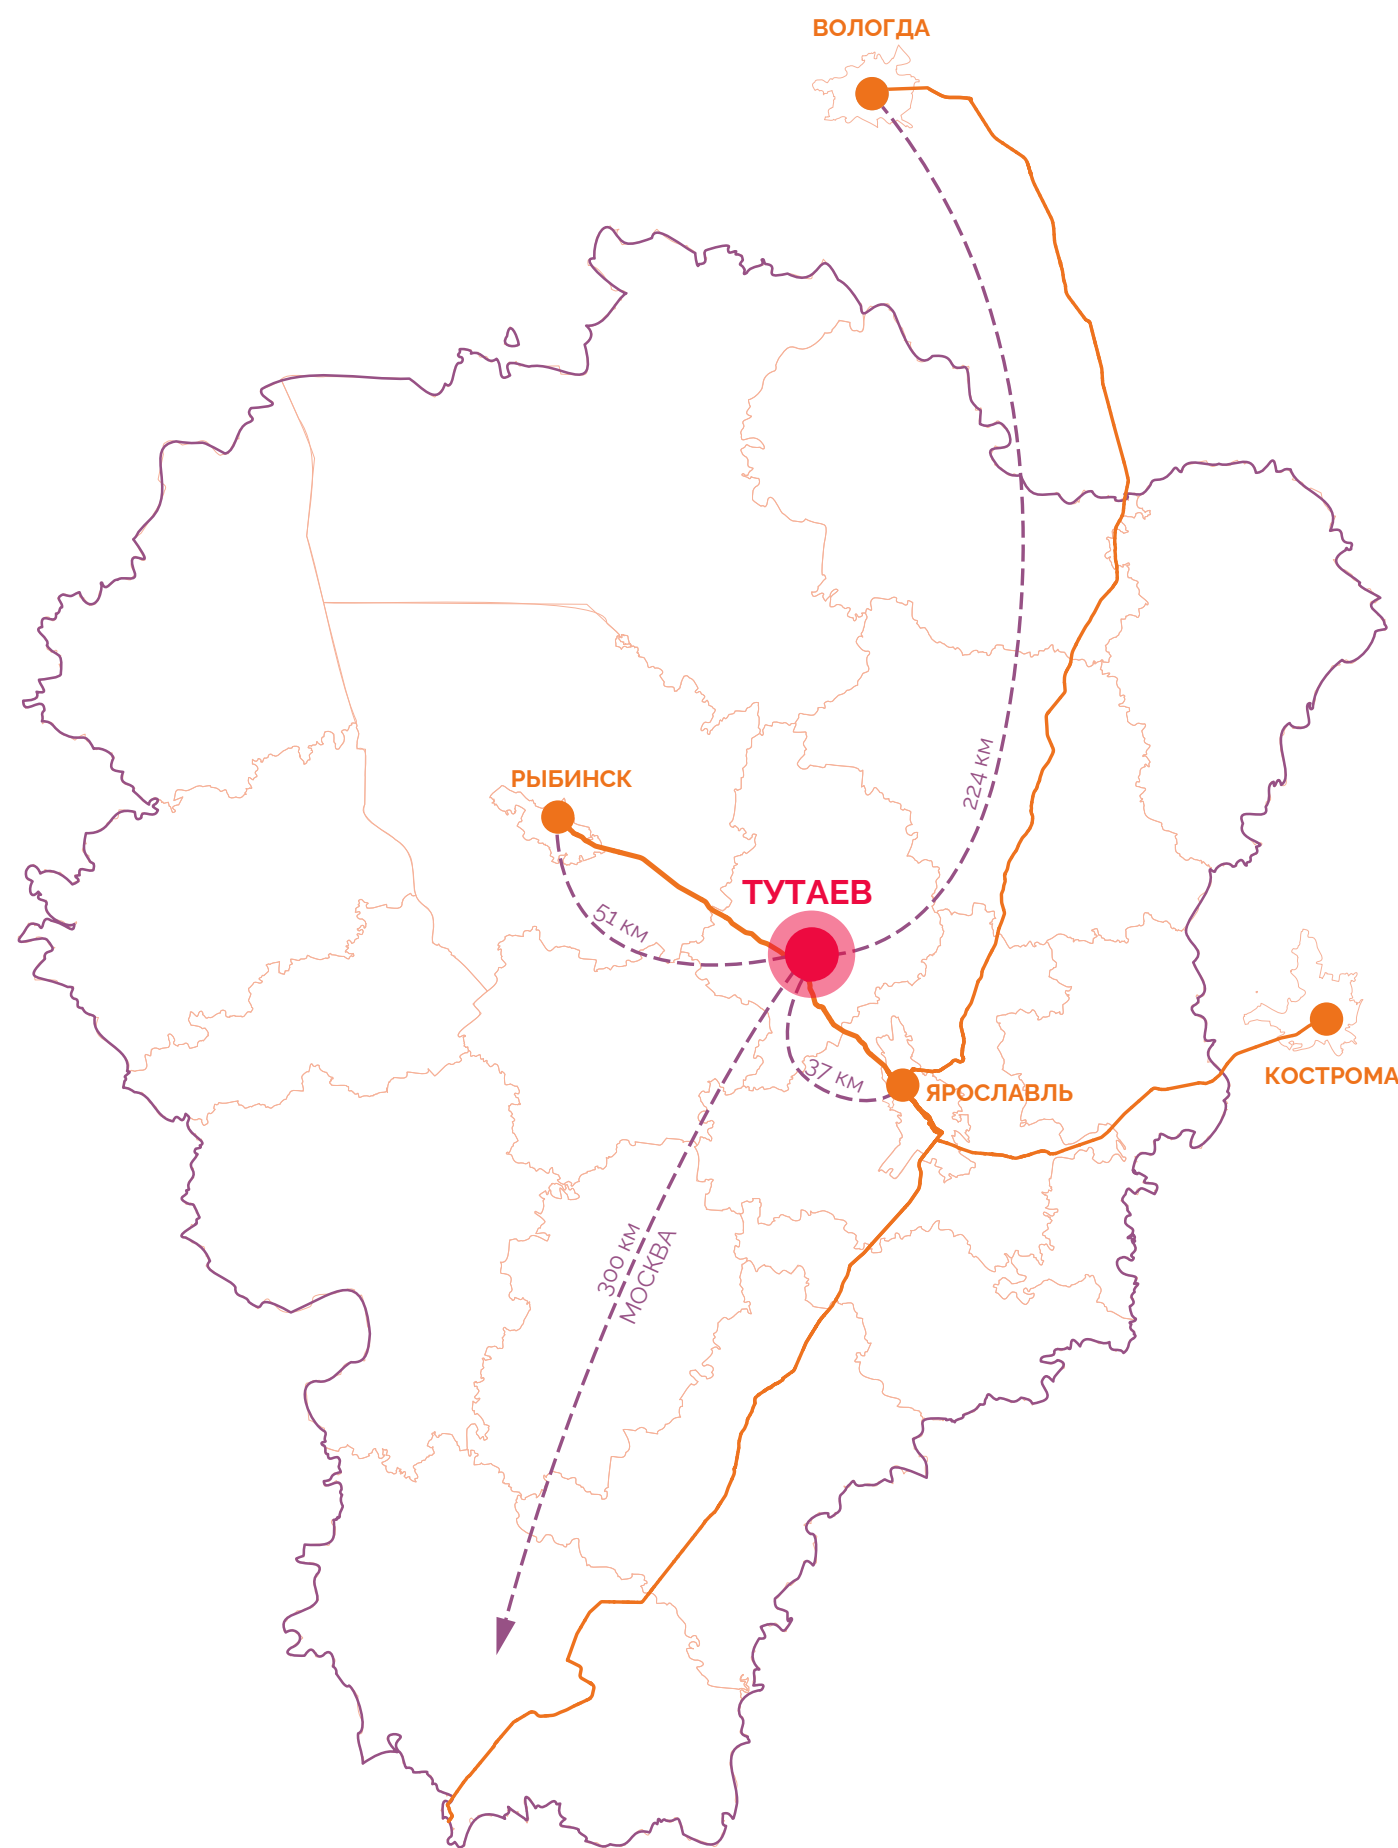 ВОЛОГДА
224 км
РЫБИНСК
51 км
ТУТАЕВ
37 км
ЯРОСЛАВЛЬ
КОСТРОМА
300 км
МОСКВА